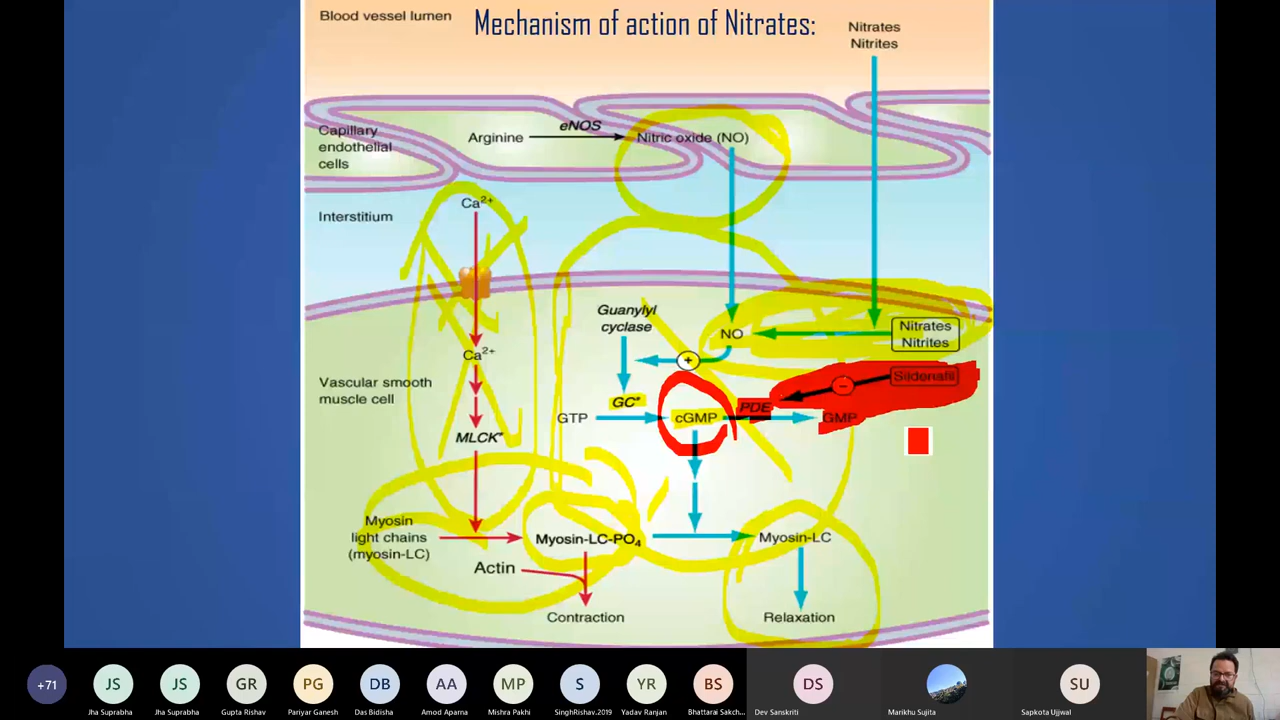 Blood vessel lumen
Mechanism of action of Nitrates:
Nitrates
Nitrites
Capillary
endothelial
cells
Arginine
eNOS
Nitric oxide (NO)
Ca2+
Interstitium
Guanylyl
cyclase
NO
Nitrates
Nitrites
+
Ca2+
Vascular smooth
muscle cell
−
Sildenafil
GC*
PDE
GTP
cGMP
GMP
MLCK*
Myosin
light chains
(myosin-LC)
Myosin-LC-PO4
Myosin-LC
Actin
Contraction
Relaxation
+71
JS
JS
GR
PG
DB
AA
MP
S
YR
BS
DS
SU
Jha Suprabha
Jha Suprabha
Gupta Rishav
Pariyar Ganesh
Das Bidisha
Amod Aparna
Mishra Pakhi
SinghRishav.2019
Yadav Ranjan
Bhattarai Sakch...
Dev Sanskriti
Marikhu Sujita
Sapkota Ujjwal